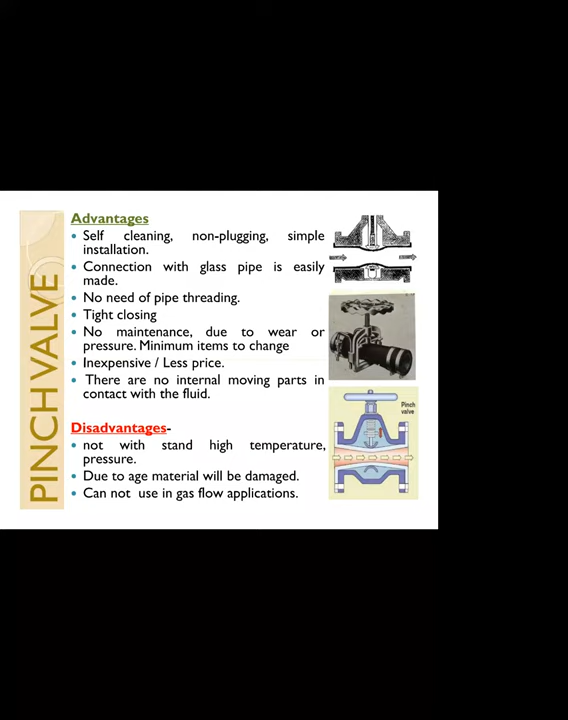 PINCH VALVE
Advantages
• Self cleaning, non-plugging, simple
installation.
• Connection with glass pipe is easily
made.
• No need of pipe threading.
• Tight closing
• No maintenance, due to wear or
pressure. Minimum items to change
• Inexpensive / Less price.
• There are no internal moving parts in
contact with the fluid.
Disadvantages-
• not with stand high temperature,
pressure.
• Due to age material will be damaged.
• Can not use in gas flow applications.
Pinch
valve